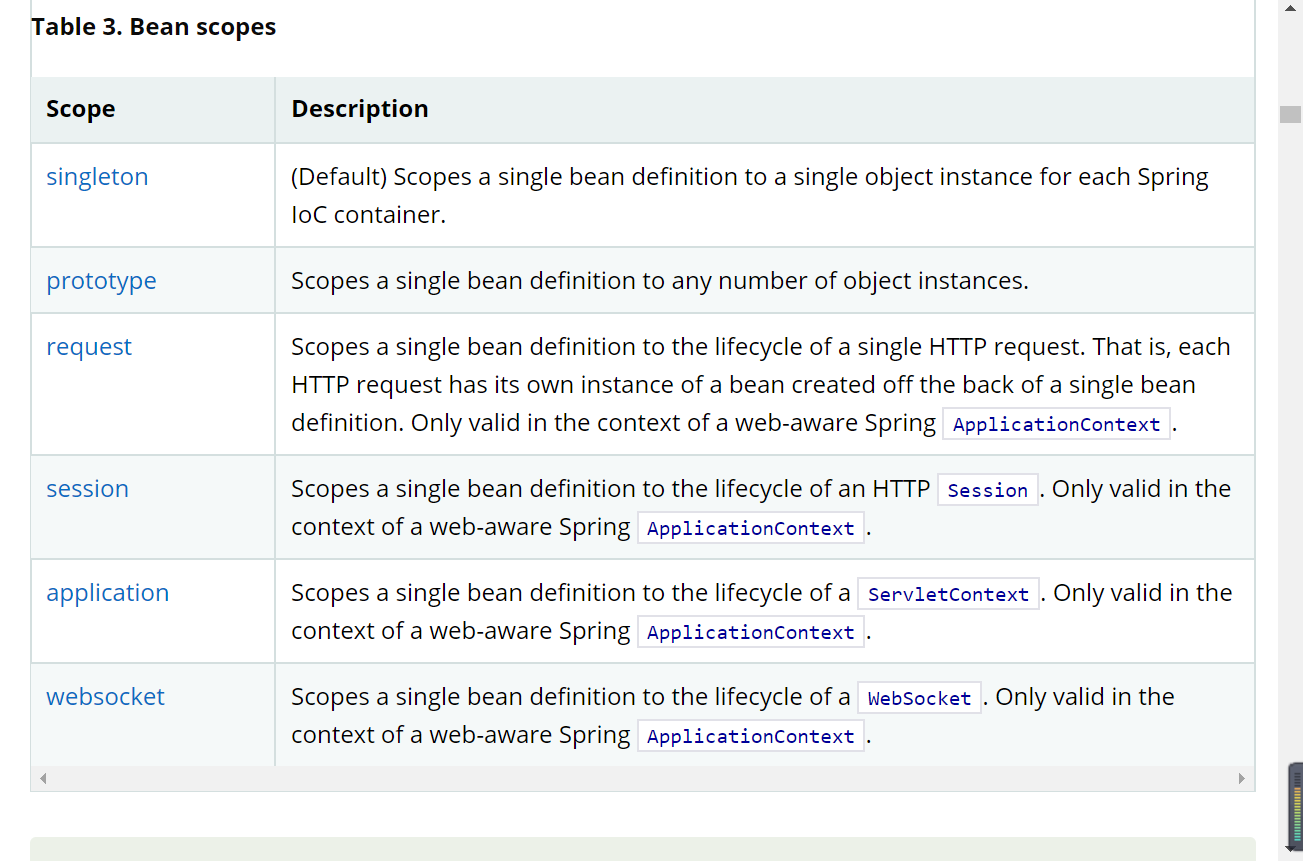 Table 3. Bean scopes
Scope Description
singleton (Default) Scopes a single bean definition to a single object instance for each Spring
IoC container.
prototype Scopes a single bean definition to any number of object instances.
request Scopes a single bean definition to the lifecycle of a single HTTP request. That is, each
HTTP request has its own instance of a bean created off the back of a single bean
definition. Only valid in the context of a web-aware Spring ApplicationContext.
session Scopes a single bean definition to the lifecycle of an HTTP Session. Only valid in the
context of a web-aware Spring ApplicationContext.
application Scopes a single bean definition to the lifecycle of a ServletContext. Only valid in the
context of a web-aware Spring ApplicationContext.
websocket Scopes a single bean definition to the lifecycle of a WebSocket. Only valid in the
context of a web-aware Spring ApplicationContext.